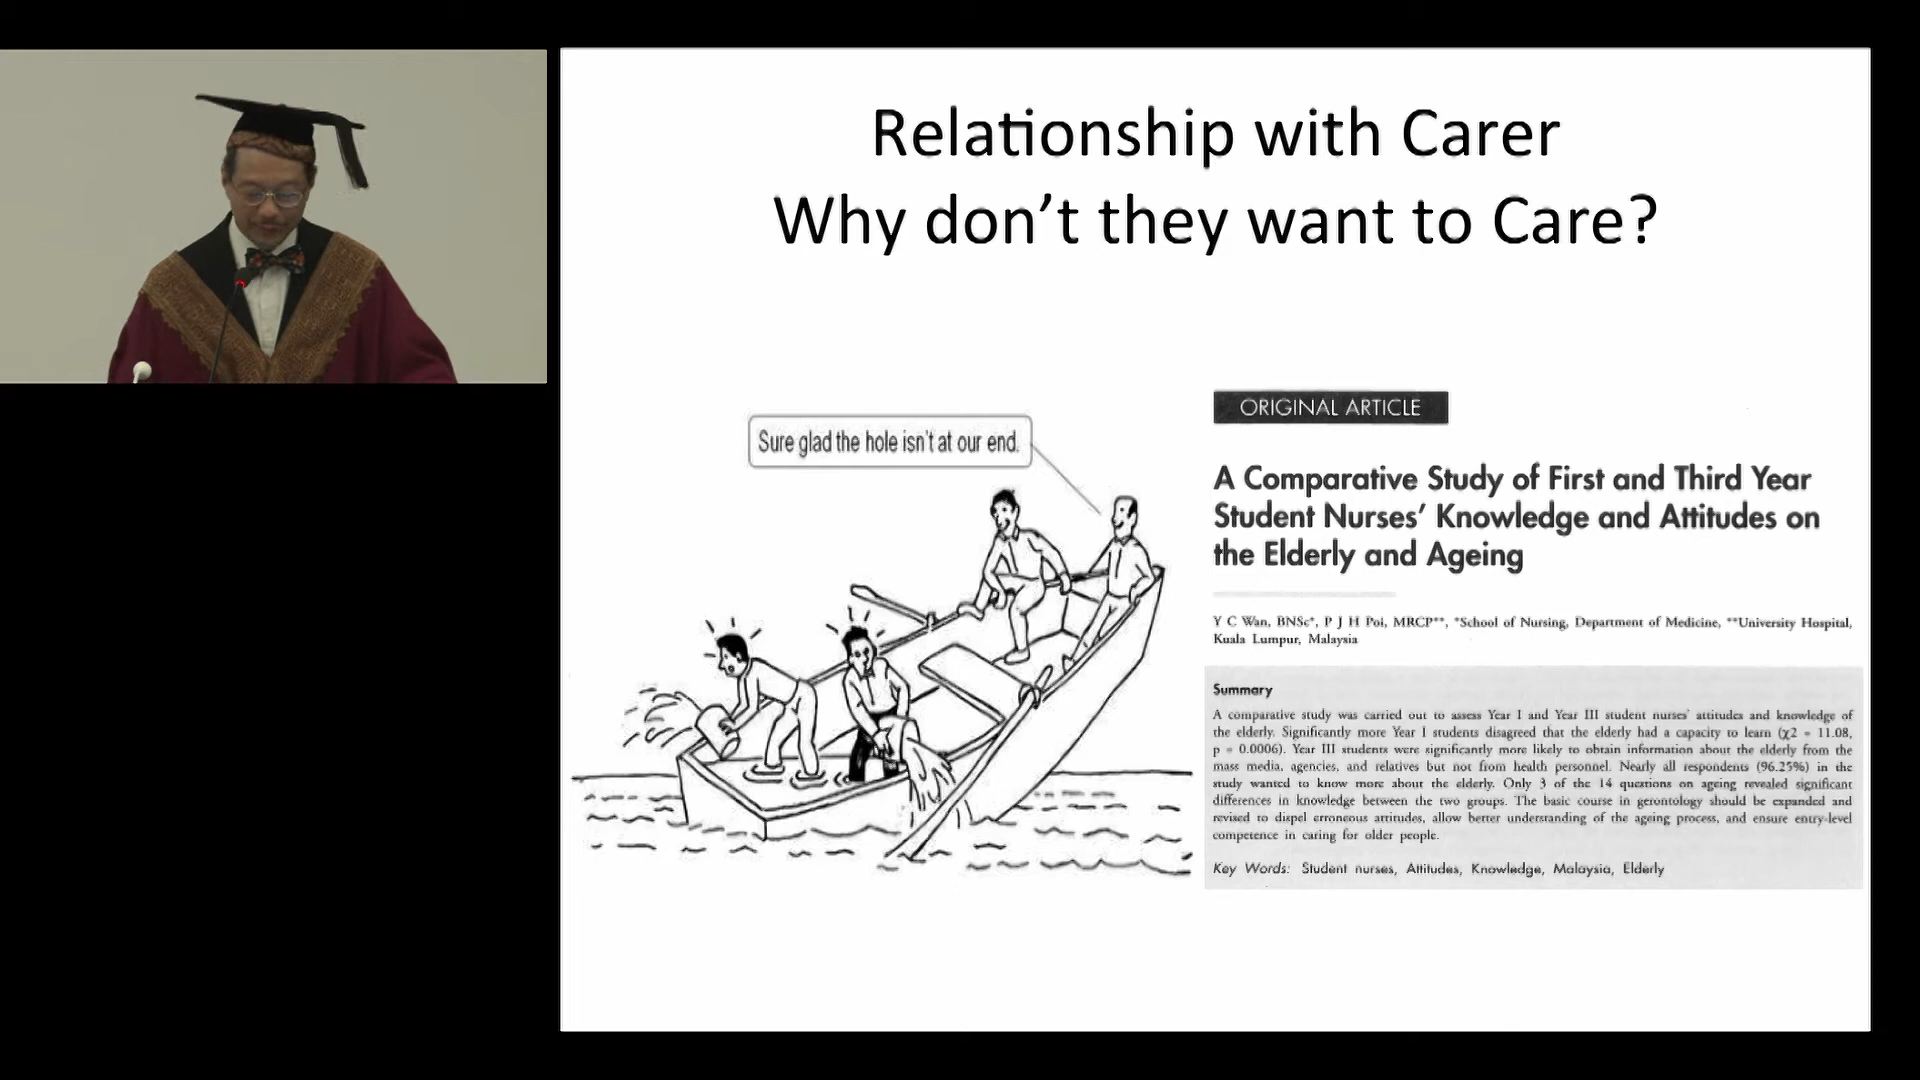 Relationship with Carer
Why don't they want to Care?
Sure glad the hole isn't at our end.
ORIGINAL ARTICLE
A Comparative Study of First and Third Year
Student Nurses' Knowledge and Attitudes on
the Elderly and Ageing
Y C Wan, BNSc*, P J H Poi, MRCP**, *School of Nursing, Department of Medicine, **University Hospital,
Kuala Lumpur, Malaysia
Summary
A comparative study was carried out to assess Year I and Year III student nurses' attitudes and knowledge of
the elderly. Significantly more Year I students disagreed that the elderly had a capacity to learn (χ2 = 11.08,
p = 0.0006). Year III students were significantly more likely to obtain information about the elderly from the
mass media, agencies, and relatives but not from health personnel. Nearly all respondents (96.25%) in the
study wanted to know more about the elderly. Only 3 of the 14 questions on ageing revealed significant
differences in knowledge between the two groups. The basic course in gerontology should be expanded and
revised to dispel erroneous attitudes, allow better understanding of the ageing process, and ensure entry-level
competence in caring for older people.
Key Words: Student nurses, Attitudes, Knowledge, Malaysia, Elderly